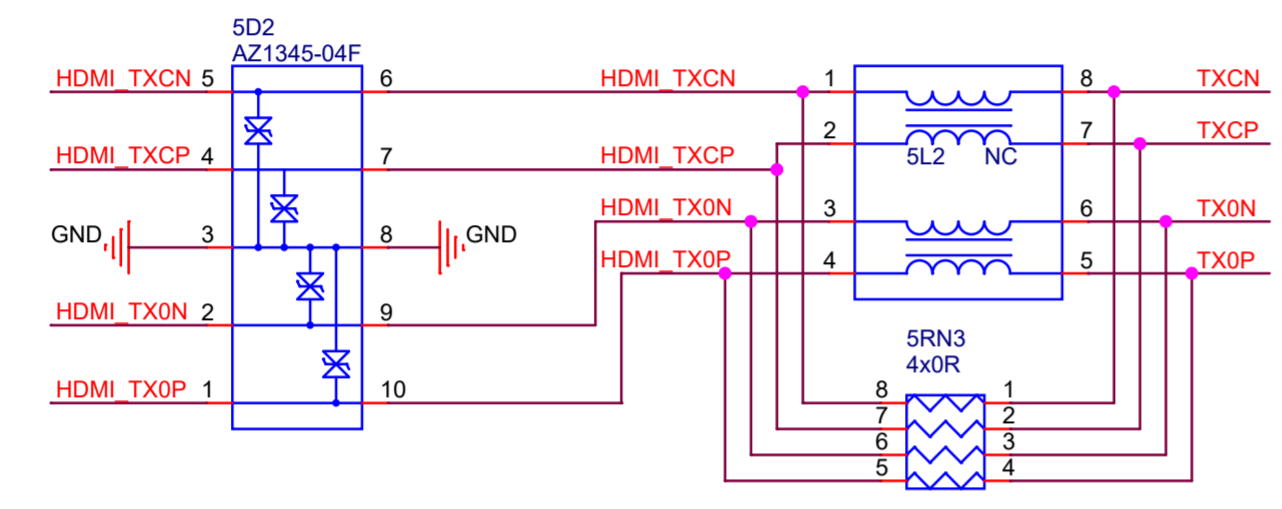 5D2
AZ1345-04F
HDMI_TXCN 5 6 HDMI_TXCN 1 8 TXCN
HDMI_TXCP 4 7 HDMI_TXCP 2 7 TXCP
5L2 NC
GND 3 8 GND
HDMI_TX0N 3 6 TX0N
HDMI_TX0P 4 5 TX0P
HDMI_TX0N 2 9
HDMI_TX0P 1 10
5RN3
4x0R
8 1
7 2
6 3
5 4